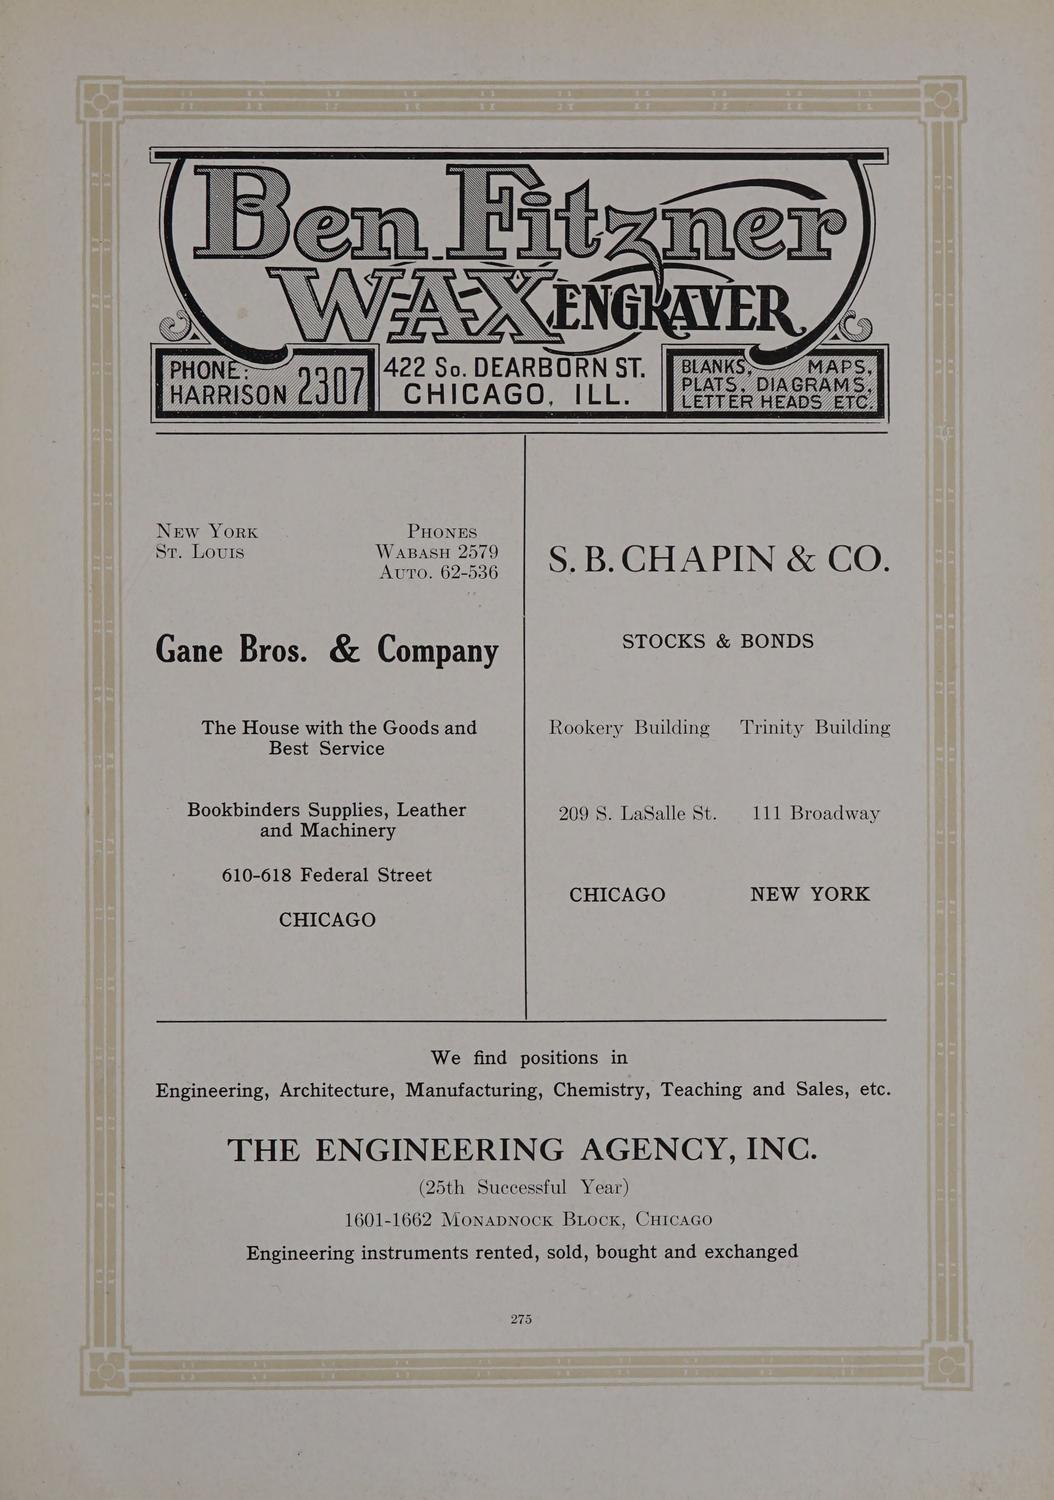 Ben Fitzner
WAX ENGRAVER
PHONE:
HARRISON 2307
422 So. DEARBORN ST.
CHICAGO, ILL.
BLANKS, MAPS,
PLATS, DIAGRAMS,
LETTER HEADS ETC.
New York
St. Louis
Phones
Wabash 2579
Auto. 62-536
Gane Bros. & Company
The House with the Goods and
Best Service
Bookbinders Supplies, Leather
and Machinery
610-618 Federal Street
CHICAGO
S. B. CHAPIN & CO.
STOCKS & BONDS
Rookery Building Trinity Building
209 S. LaSalle St. 111 Broadway
CHICAGO NEW YORK
We find positions in
Engineering, Architecture, Manufacturing, Chemistry, Teaching and Sales, etc.
THE ENGINEERING AGENCY, INC.
(25th Successful Year)
1601-1662 Monadnock Block, Chicago
Engineering instruments rented, sold, bought and exchanged
275